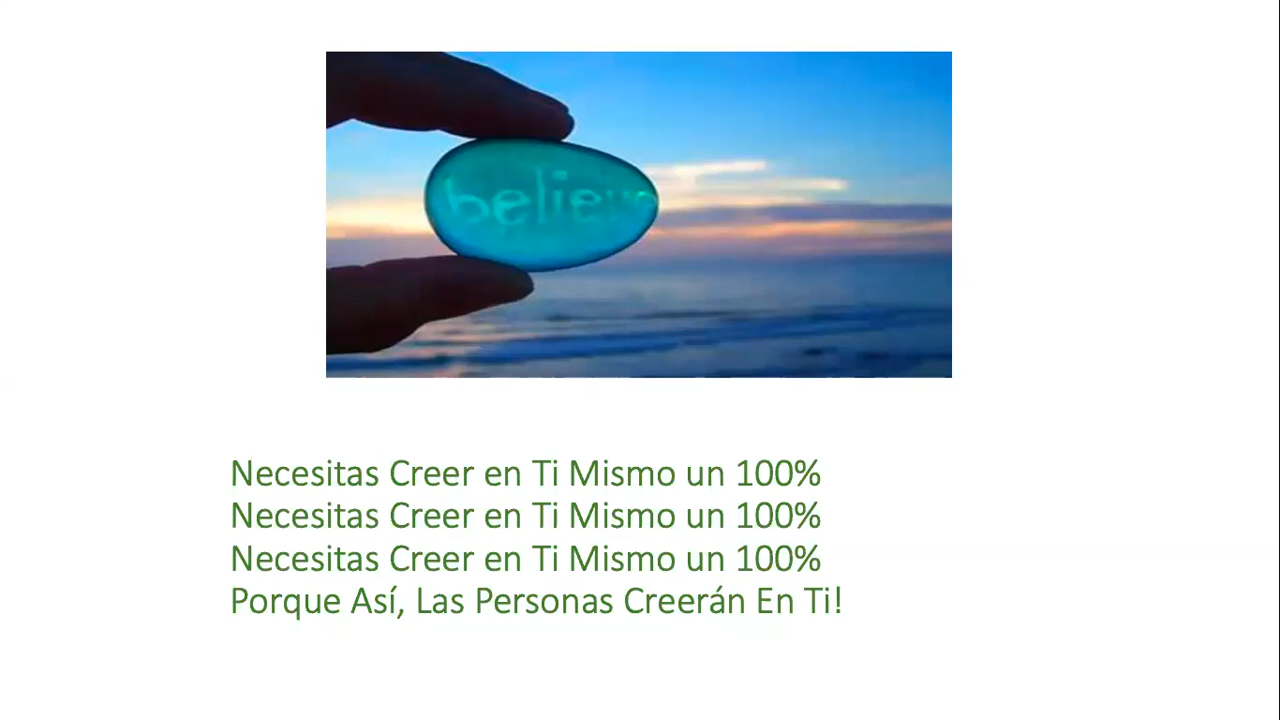 believe
Necesitas Creer en Ti Mismo un 100%
Necesitas Creer en Ti Mismo un 100%
Necesitas Creer en Ti Mismo un 100%
Porque Así, Las Personas Creerán En Ti!